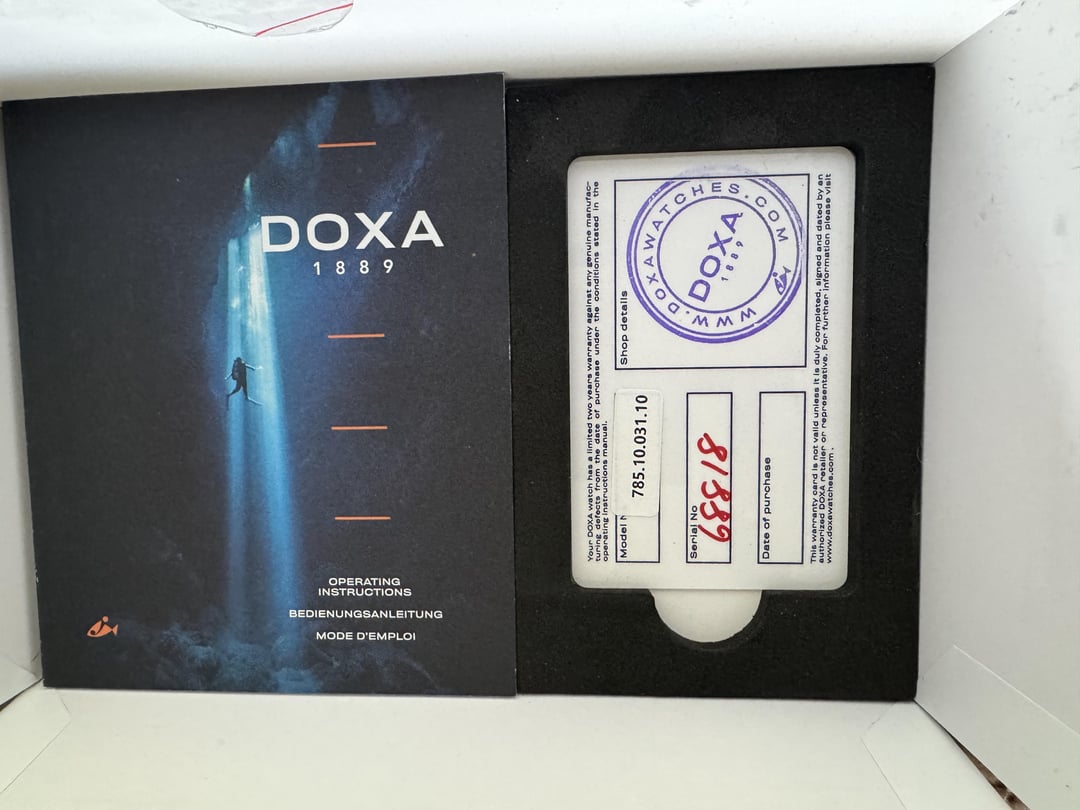 DOXA
1889
OPERATING
INSTRUCTIONS
BEDIENUNGSANLEITUNG
MODE D'EMPLOI
Your DOXA watch has a limited two years warranty against any genuine manufac-
turing defects from the date of purchase under the conditions stated in the
operating instructions manual.
Model
785.10.031.10
Shop details
WWW.DOXAWATCHES.COM
DOXA
1889
Serial No
Date of purchase
This warranty card is not valid unless it is duly completed, signed and dated by an
authorized DOXA retailer or representative. For further information please visit
www.doxawatches.com.